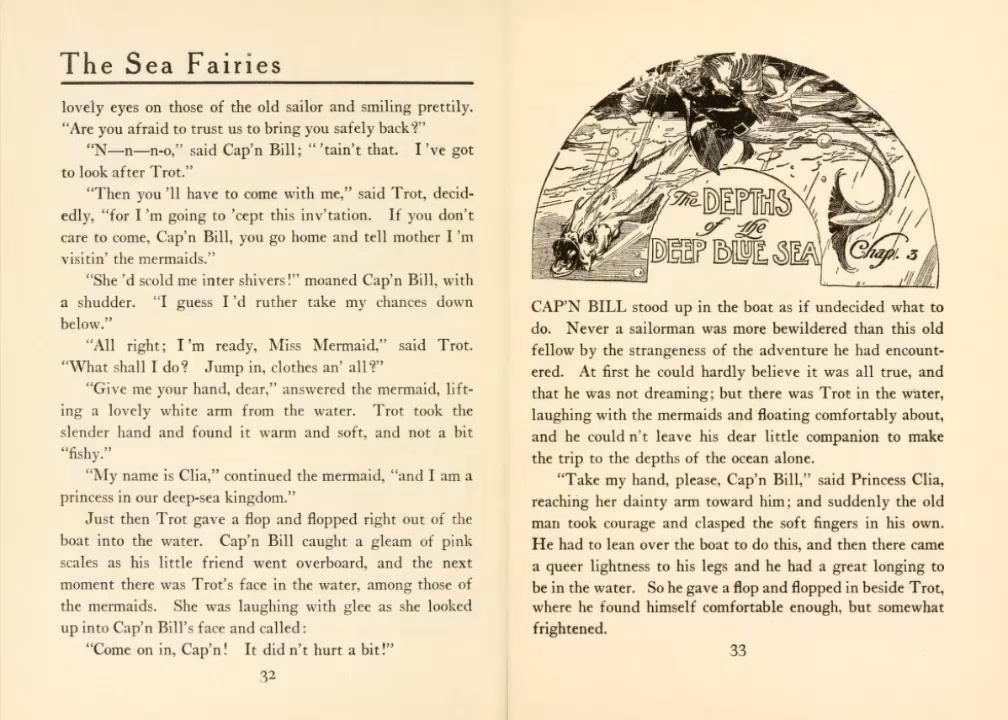 The Sea Fairies
lovely eyes on those of the old sailor and smiling prettily.
"Are you afraid to trust us to bring you safely back?"
"N—n—n-o," said Cap'n Bill; " 'tain't that. I 've got
to look after Trot."
"Then you 'll have to come with me," said Trot, decid-
edly, "for I 'm going to 'cept this inv'tation. If you don't
care to come, Cap'n Bill, you go home and tell mother I 'm
visitin' the mermaids."
"She 'd scold me inter shivers!" moaned Cap'n Bill, with
a shudder. "I guess I 'd ruther take my chances down
below."
"All right; I 'm ready, Miss Mermaid," said Trot.
"What shall I do? Jump in, clothes an' all?"
"Give me your hand, dear," answered the mermaid, lift-
ing a lovely white arm from the water. Trot took the
slender hand and found it warm and soft, and not a bit
"fishy."
"My name is Clia," continued the mermaid, "and I am a
princess in our deep-sea kingdom."
Just then Trot gave a flop and flopped right out of the
boat into the water. Cap'n Bill caught a gleam of pink
scales as his little friend went overboard, and the next
moment there was Trot's face in the water, among those of
the mermaids. She was laughing with glee as she looked
up into Cap'n Bill's face and called:
"Come on in, Cap'n! It did n't hurt a bit!"
32
The DEPTHS
of the
DEEP BLUE SEA
Chap. 3
CAP'N BILL stood up in the boat as if undecided what to
do. Never a sailorman was more bewildered than this old
fellow by the strangeness of the adventure he had encount-
ered. At first he could hardly believe it was all true, and
that he was not dreaming; but there was Trot in the water,
laughing with the mermaids and floating comfortably about,
and he could n't leave his dear little companion to make
the trip to the depths of the ocean alone.
"Take my hand, please, Cap'n Bill," said Princess Clia,
reaching her dainty arm toward him; and suddenly the old
man took courage and clasped the soft fingers in his own.
He had to lean over the boat to do this, and then there came
a queer lightness to his legs and he had a great longing to
be in the water. So he gave a flop and flopped in beside Trot,
where he found himself comfortable enough, but somewhat
frightened.
33